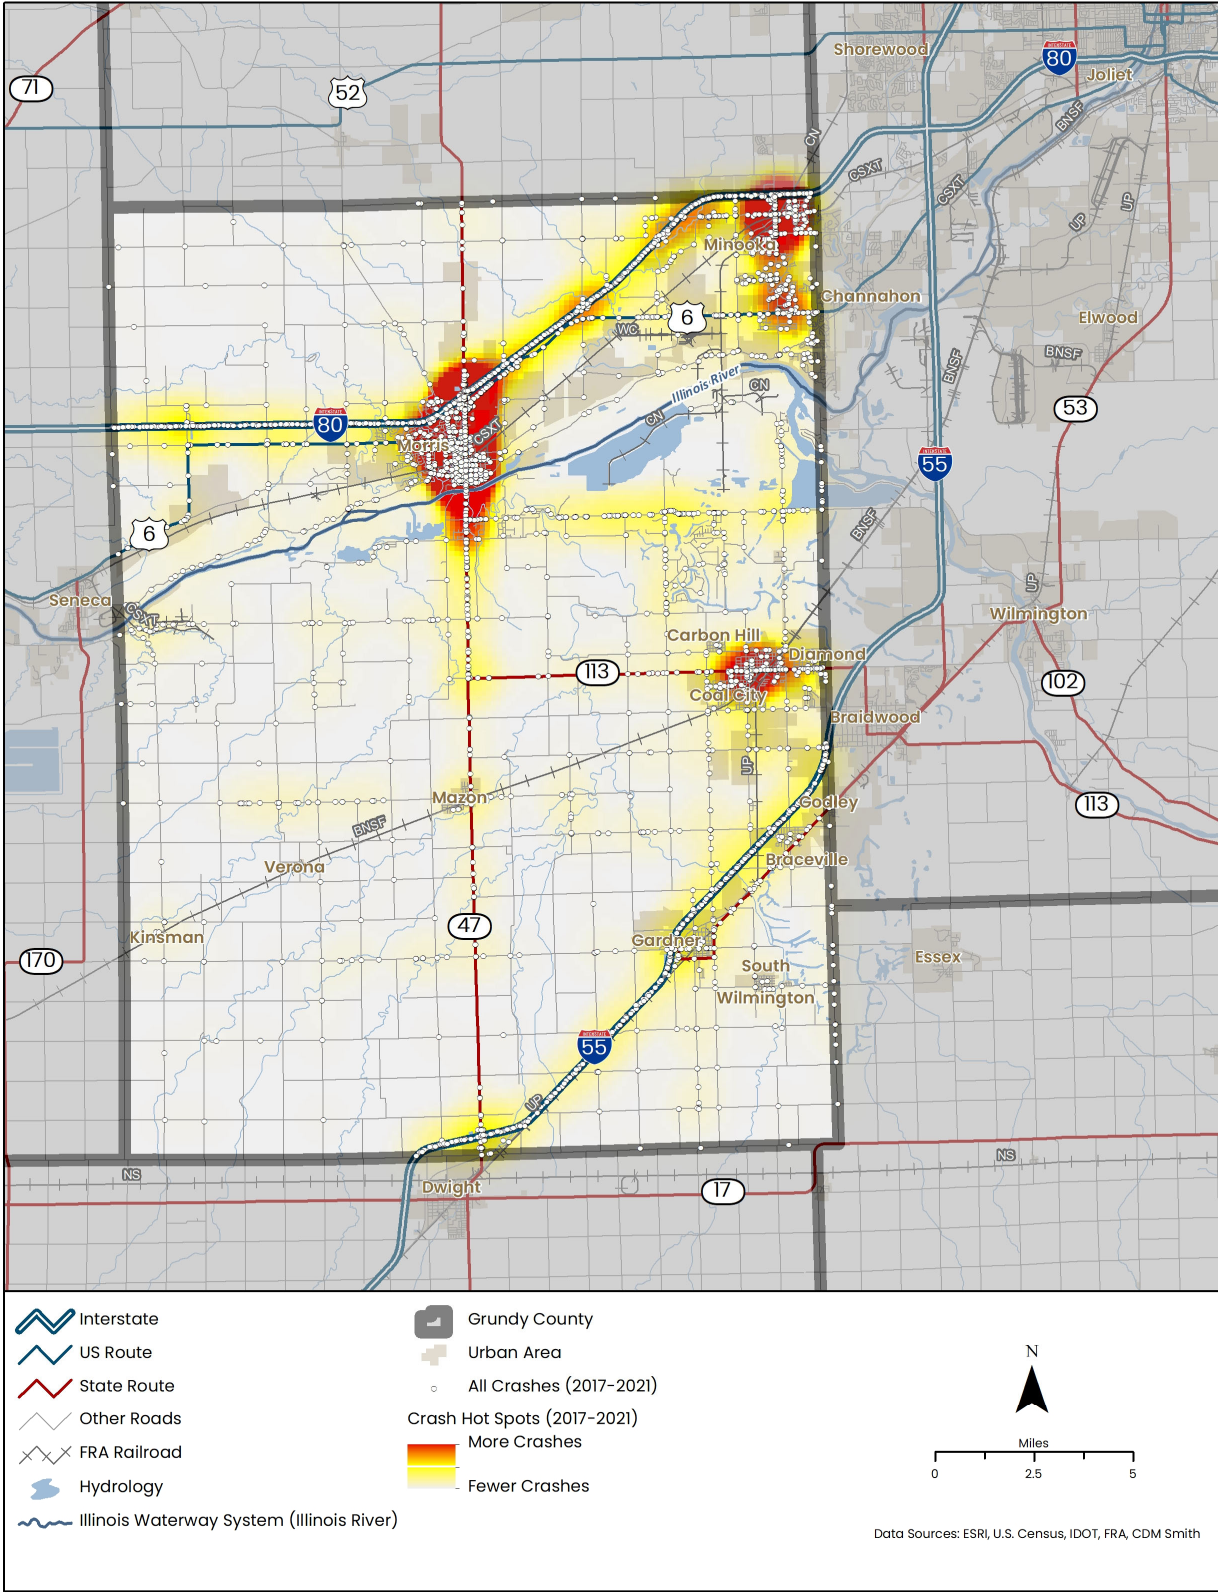 Shorewood
INTERSTATE
80
Joliet
71
52
BNSF
CN
CSXT
CSXT
UP
UP
Minooka
Channahon
6
WC
Elwood
BNSF
BNSF
Illinois River
CN
CN
53
INTERSTATE
80
Morris
CSXT
INTERSTATE
55
6
BNSF
UP
Seneca
CSXT
Wilmington
Carbon Hill
Diamond
113
102
Coal City
Braidwood
UP
Mazon
Godley
113
BNSF
Verona
Braceville
47
Kinsman
Gardner
170
Essex
South
Wilmington
INTERSTATE
55
UP
NS
NS
Dwight
17
Interstate
US Route
State Route
Other Roads
FRA Railroad
Hydrology
Illinois Waterway System (Illinois River)
Grundy County
Urban Area
All Crashes (2017-2021)
Crash Hot Spots (2017-2021)
More Crashes
Fewer Crashes
N
Miles
0 2.5 5
Data Sources: ESRI, U.S. Census, IDOT, FRA, CDM Smith